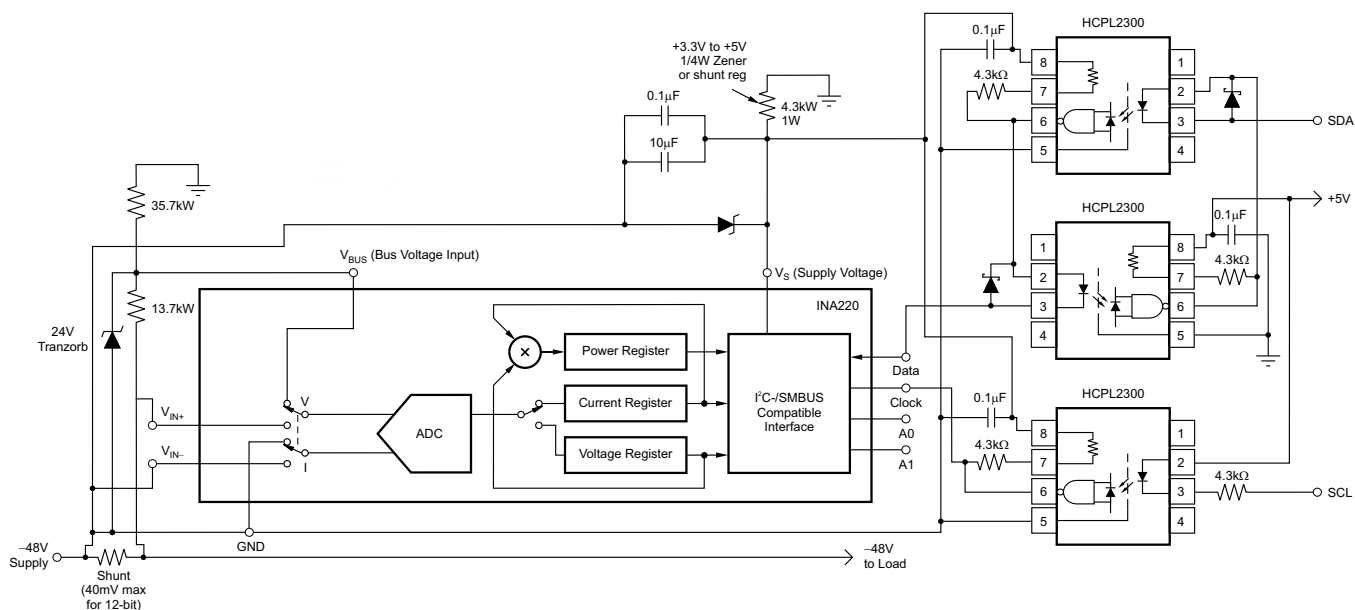 HCPL2300
0.1μF
8
1
+3.3V to +5V
1/4W Zener
or shunt reg
4.3kΩ
7
2
6
3
SDA
5
4
4.3kW
1W
0.1μF
10μF
35.7kW
HCPL2300
+5V
0.1μF
1
8
4.3kΩ
2
7
3
6
4
5
VBUS (Bus Voltage Input)
VS (Supply Voltage)
INA220
13.7kW
24V
Tranzorb
×
Power Register
Current Register
Voltage Register
I²C-/SMBUS
Compatible
Interface
Data
Clock
A0
A1
VIN+
VIN–
V
I
ADC
HCPL2300
0.1μF
8
1
4.3kΩ
7
2
4.3kΩ
6
3
SCL
5
4
GND
–48V
Supply
Shunt
(40mV max
for 12-bit)
–48V
to Load